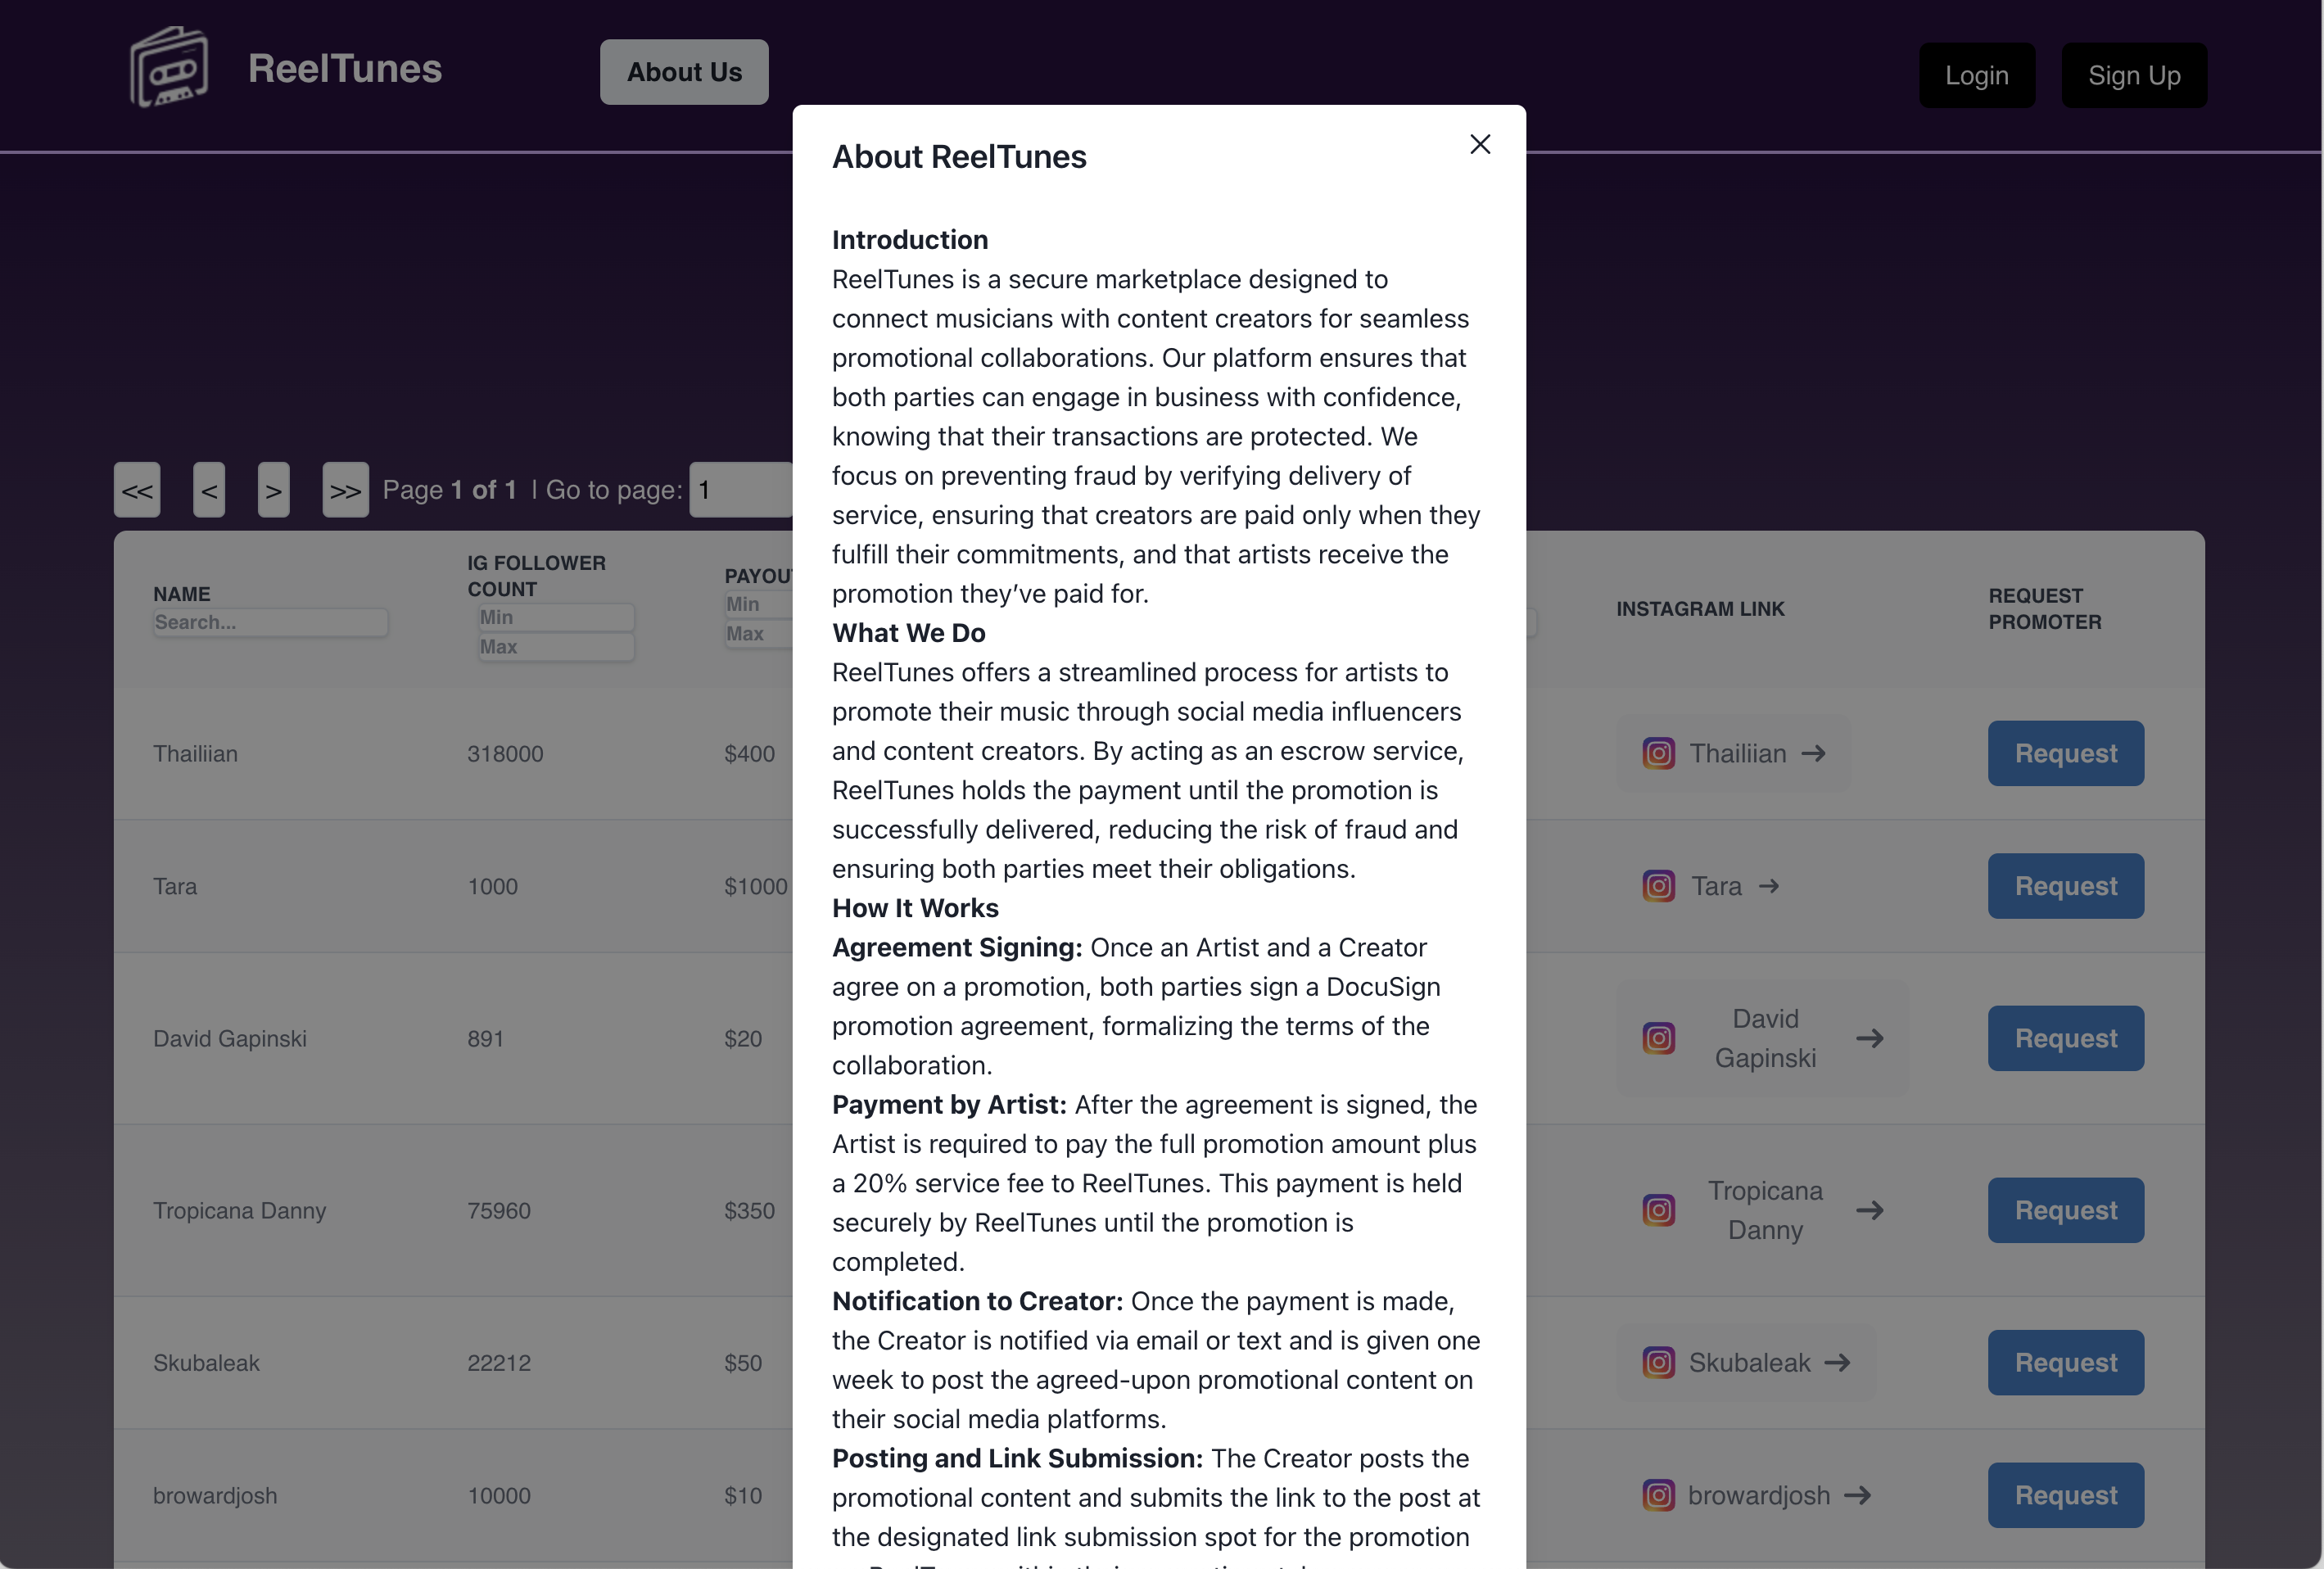 ReelTunes
About Us
Login
Sign Up
About ReelTunes
Introduction
ReelTunes is a secure marketplace designed to
connect musicians with content creators for seamless
promotional collaborations. Our platform ensures that
both parties can engage in business with confidence,
knowing that their transactions are protected. We
focus on preventing fraud by verifying delivery of
service, ensuring that creators are paid only when they
fulfill their commitments, and that artists receive the
promotion they’ve paid for.
What We Do
ReelTunes offers a streamlined process for artists to
promote their music through social media influencers
and content creators. By acting as an escrow service,
ReelTunes holds the payment until the promotion is
successfully delivered, reducing the risk of fraud and
ensuring both parties meet their obligations.
How It Works
Agreement Signing: Once an Artist and a Creator
agree on a promotion, both parties sign a DocuSign
promotion agreement, formalizing the terms of the
collaboration.
Payment by Artist: After the agreement is signed, the
Artist is required to pay the full promotion amount plus
a 20% service fee to ReelTunes. This payment is held
securely by ReelTunes until the promotion is
completed.
Notification to Creator: Once the payment is made,
the Creator is notified via email or text and is given one
week to post the agreed-upon promotional content on
their social media platforms.
Posting and Link Submission: The Creator posts the
promotional content and submits the link to the post at
the designated link submission spot for the promotion
<< < > >> Page 1 of 1 | Go to page: 1
NAME
Search...
IG FOLLOWER
COUNT
Min
Max
Min
Max
INSTAGRAM LINK
REQUEST
PROMOTER
Thailiian 318000 $400 Thailiian → Request
Tara 1000 $1000 Tara → Request
David Gapinski 891 $20 David
Gapinski → Request
Tropicana Danny 75960 $350 Tropicana
Danny → Request
Skubaleak 22212 $50 Skubaleak → Request
browardjosh 10000 $10 browardjosh → Request